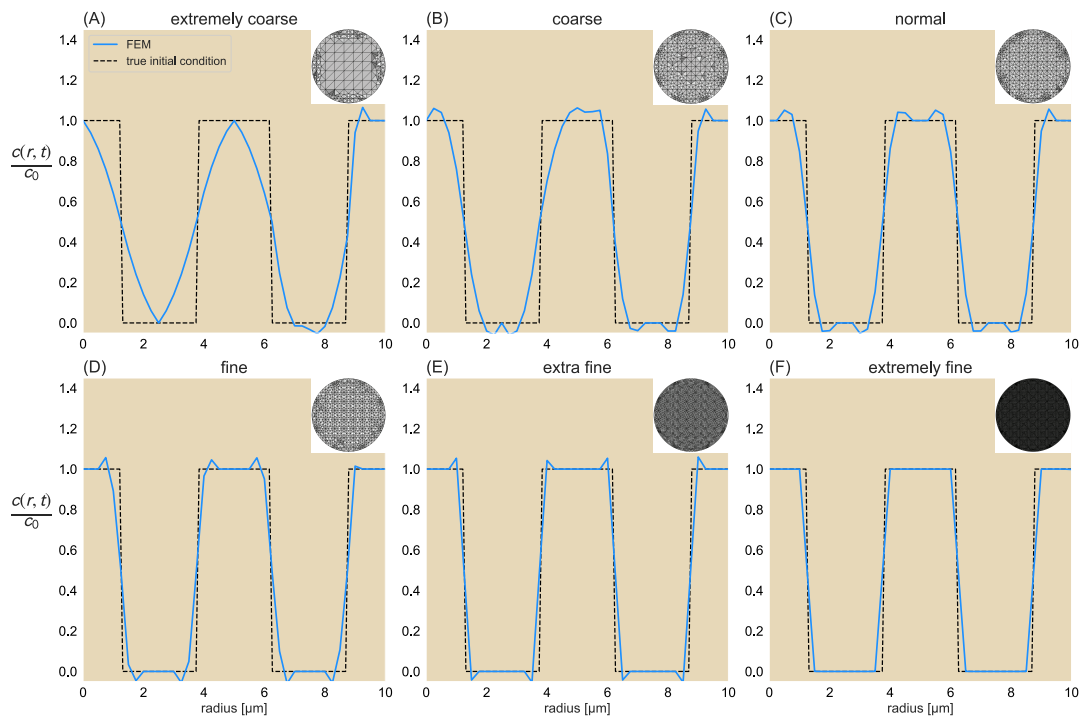 (A) extremely coarse
FEM
true initial condition
1.4
1.2
1.0
0.8
0.6
0.4
0.2
0.0
c(r, t)
c0
0 2 4 6 8 10
(B) coarse
1.4
1.2
1.0
0.8
0.6
0.4
0.2
0.0
0 2 4 6 8 10
(C) normal
1.4
1.2
1.0
0.8
0.6
0.4
0.2
0.0
0 2 4 6 8 10
(D) fine
1.4
1.2
1.0
0.8
0.6
0.4
0.2
0.0
c(r, t)
c0
0 2 4 6 8 10
radius [µm]
(E) extra fine
1.4
1.2
1.0
0.8
0.6
0.4
0.2
0.0
0 2 4 6 8 10
radius [µm]
(F) extremely fine
1.4
1.2
1.0
0.8
0.6
0.4
0.2
0.0
0 2 4 6 8 10
radius [µm]